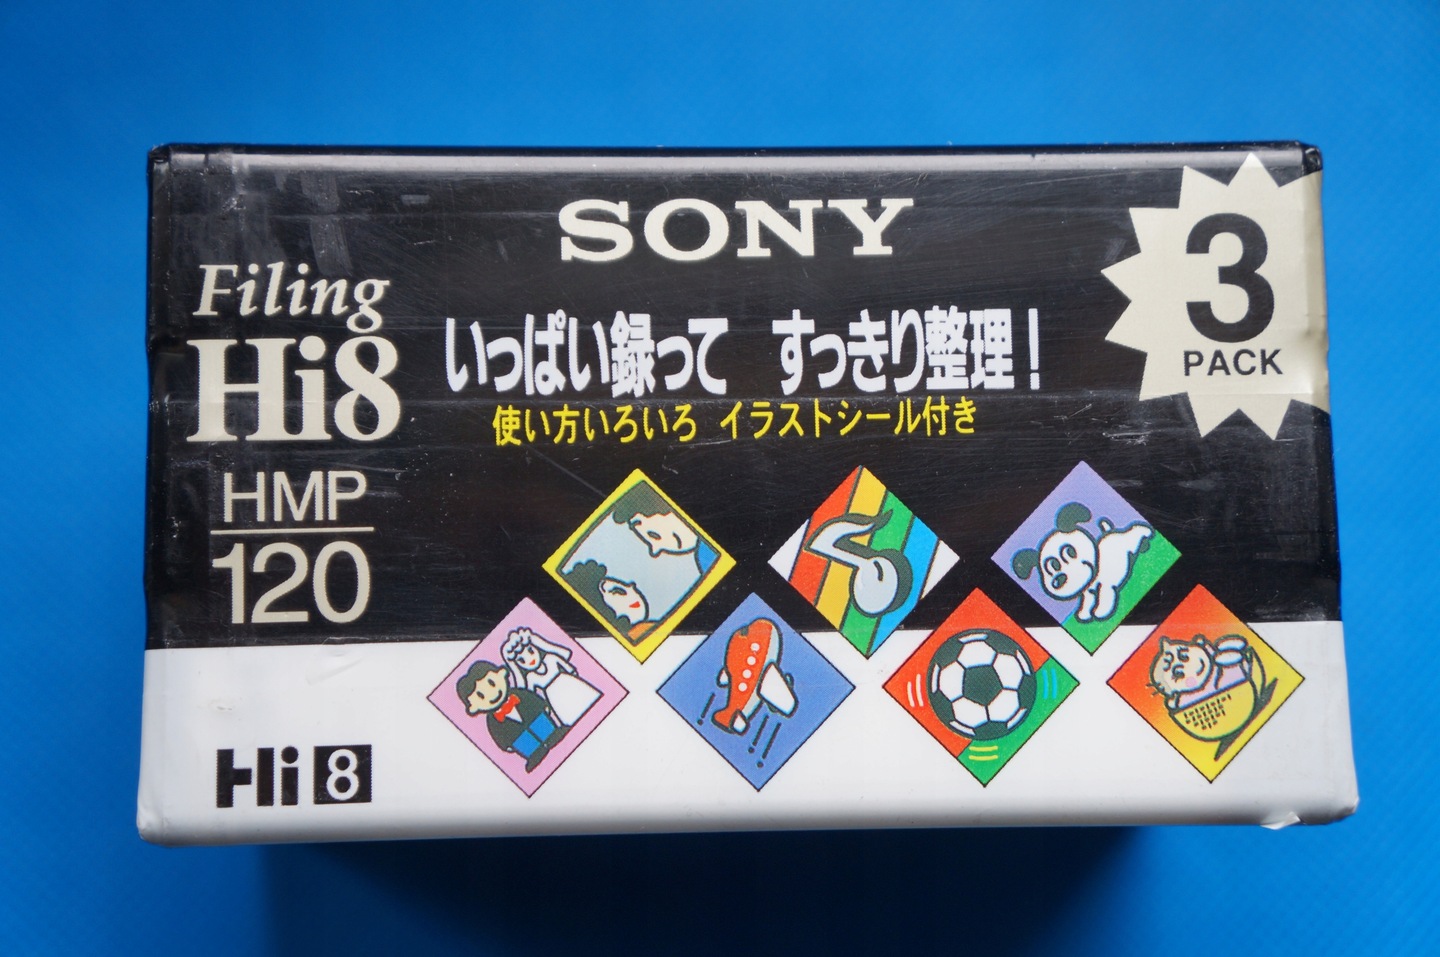 SONY
3
PACK
Filing
Hi8
いっぱい録って すっきり整理！
使い方いろいろ イラストシール付き
HMP
120
Hi8